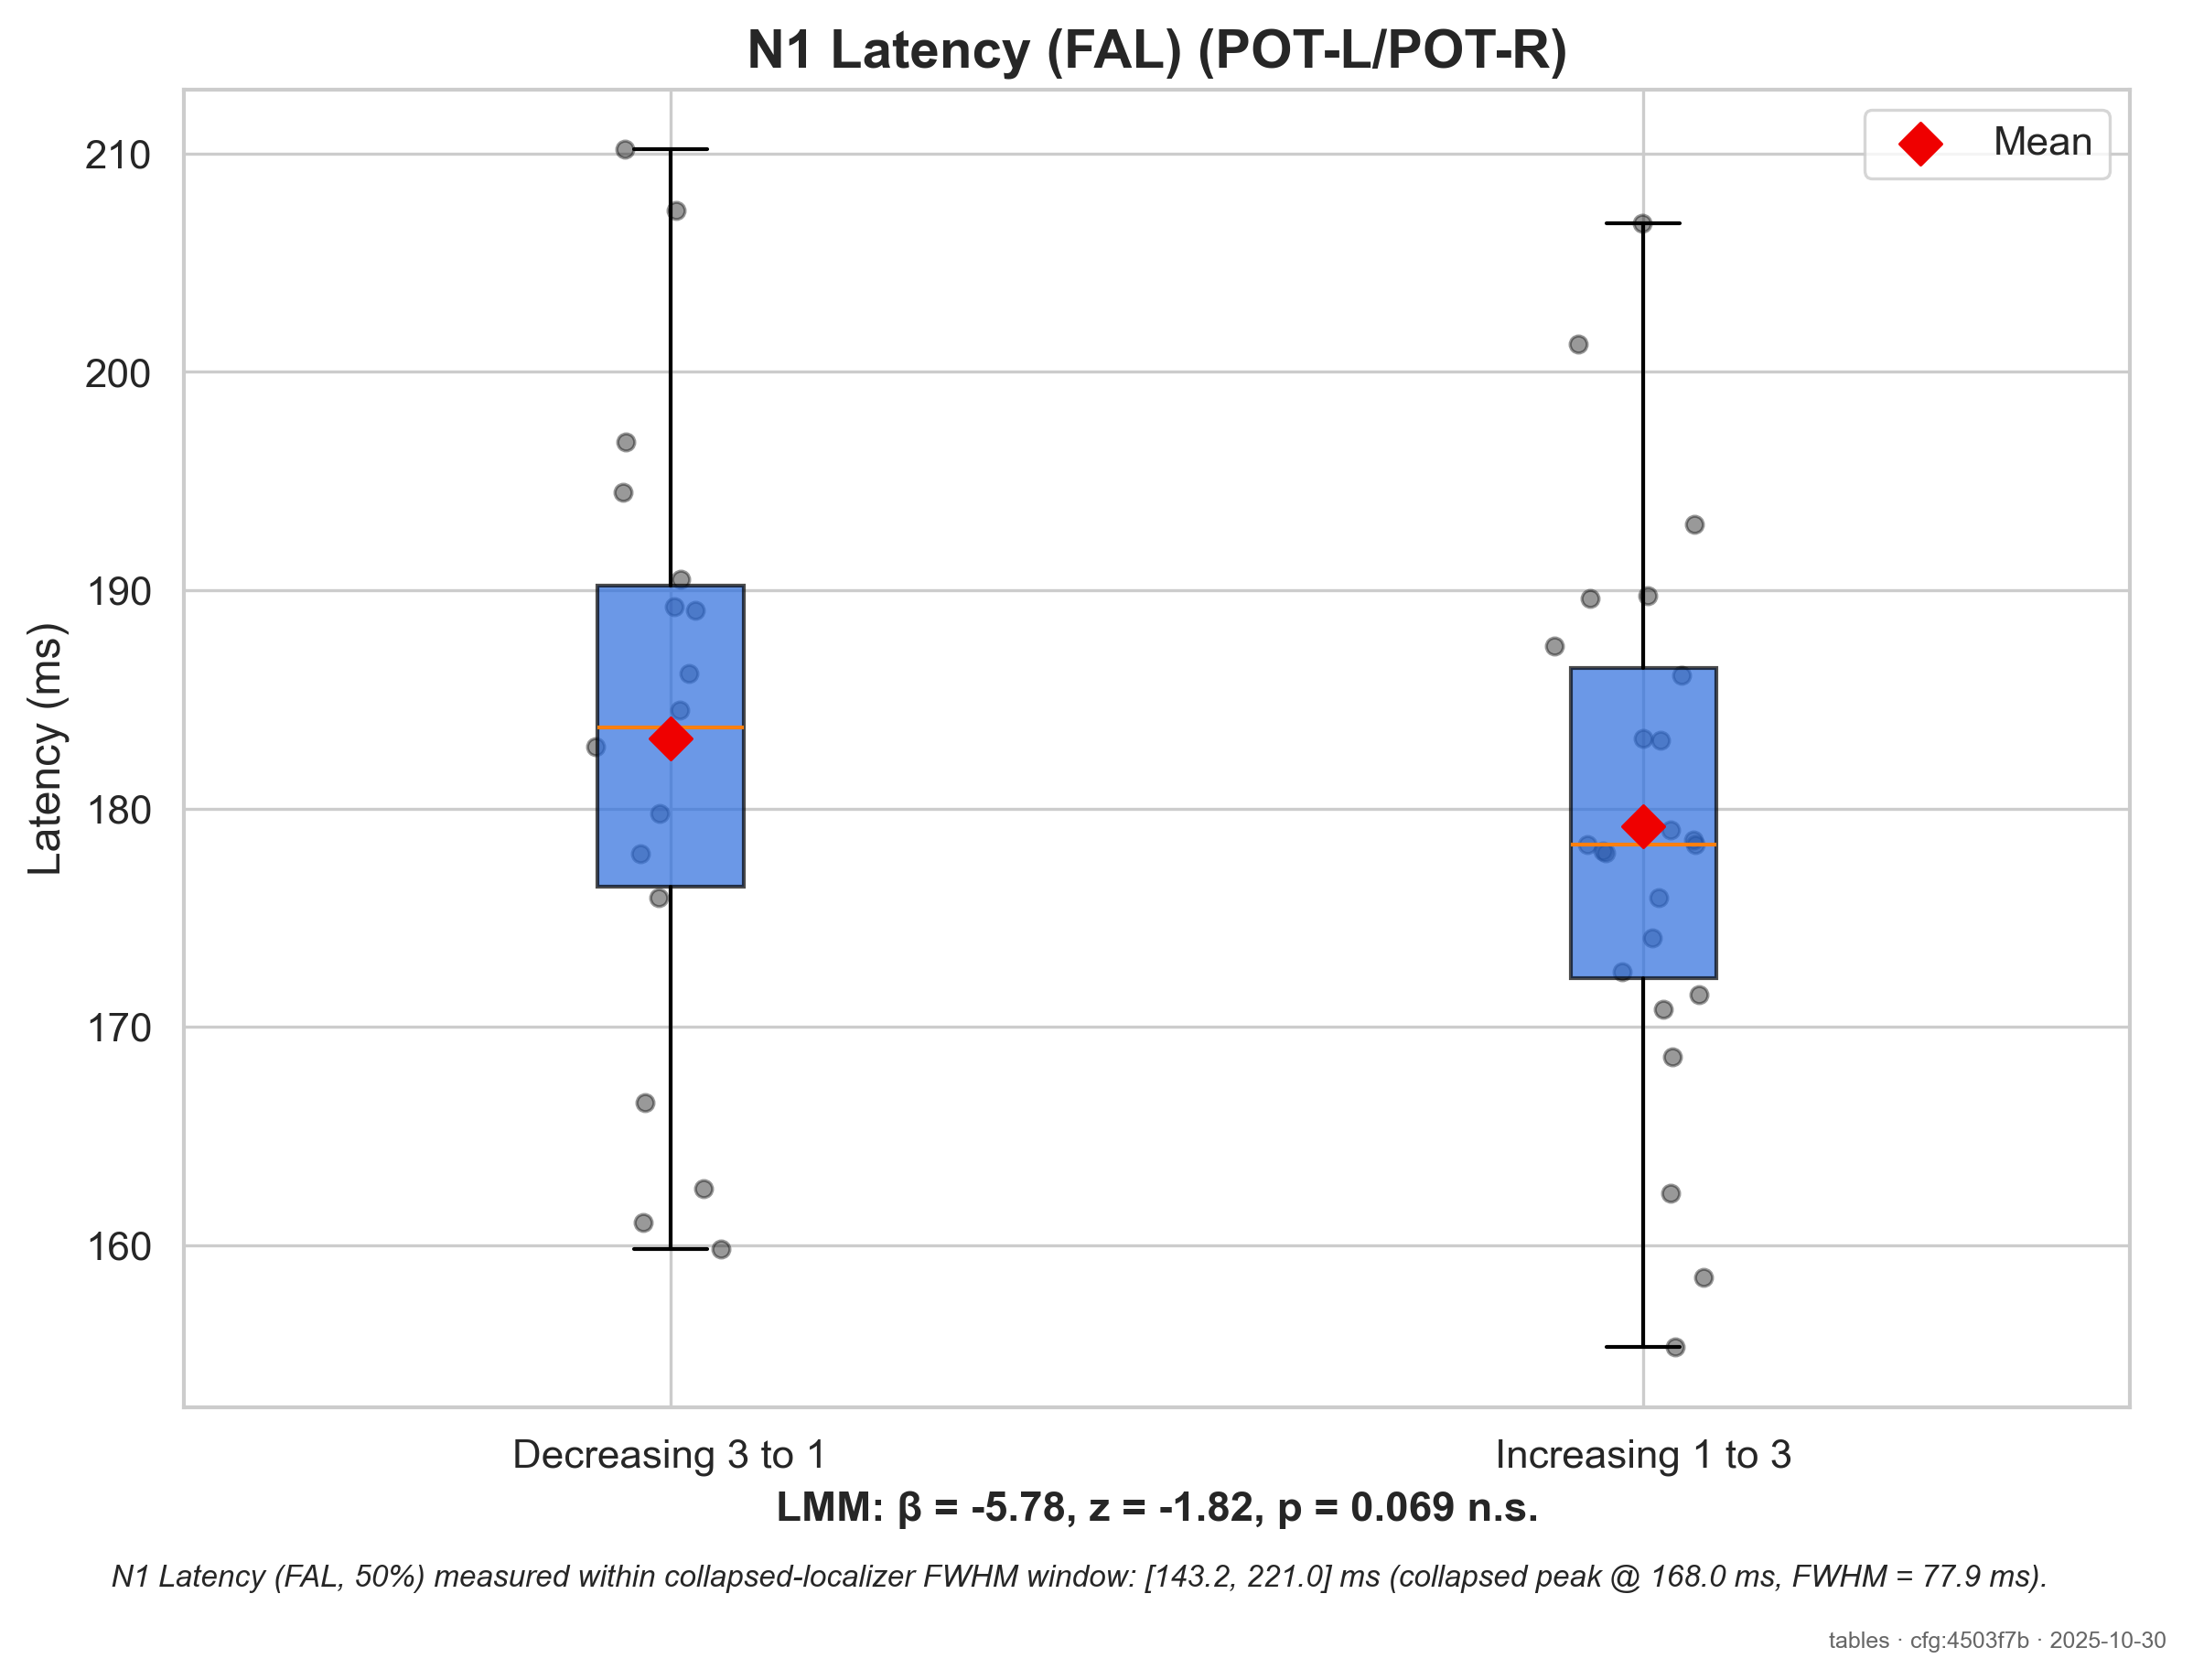 N1 Latency (FAL) (POT-L/POT-R)
Mean
210
200
190
180
170
160
Latency (ms)
Decreasing 3 to 1
Increasing 1 to 3
LMM: β = -5.78, z = -1.82, p = 0.069 n.s.
N1 Latency (FAL, 50%) measured within collapsed-localizer FWHM window: [143.2, 221.0] ms (collapsed peak @ 168.0 ms, FWHM = 77.9 ms).
tables · cfg:4503f7b · 2025-10-30